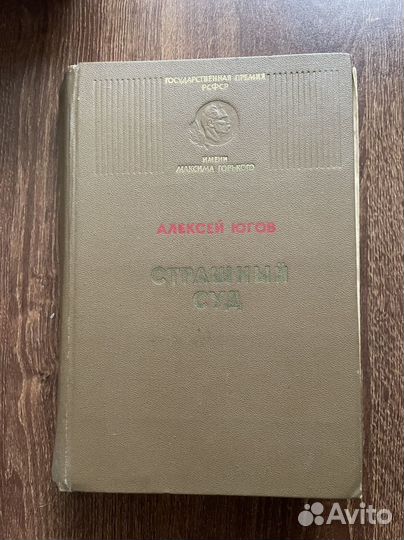 ГОСУДАРСТВЕННАЯ ПРЕМИЯ
РСФСР
ИМЕНИ
МАКСИМА ГОРЬКОГО
АЛЕКСЕЙ ЮГОВ
СТРАШНЫЙ
СУД
Avito